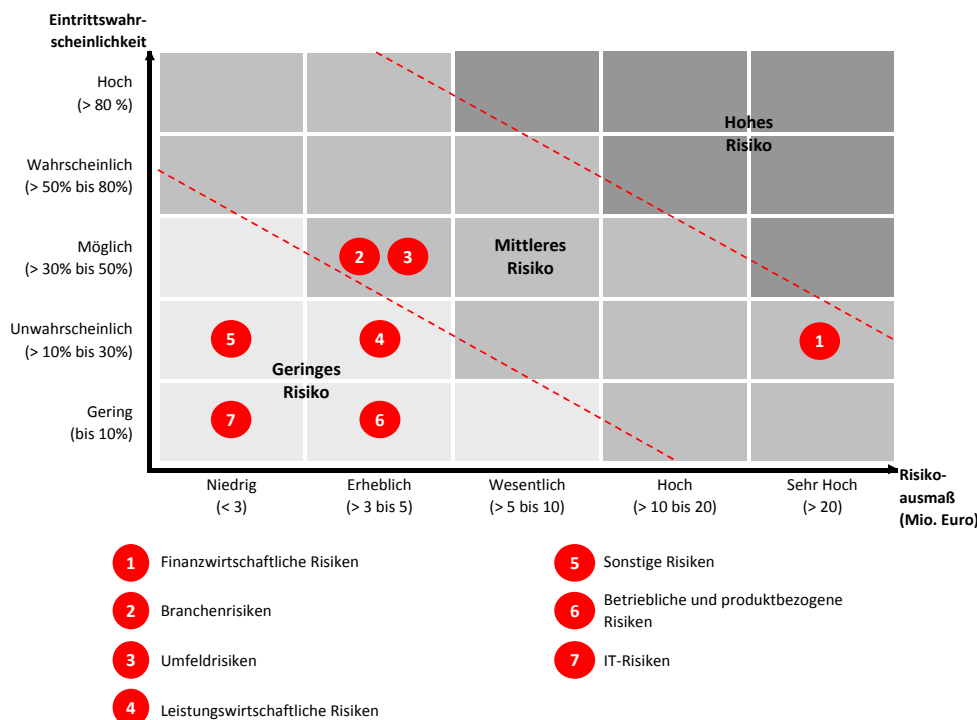 Eintrittswahr-
scheinlichkeit
Hoch
(> 80 %)
Hohes
Risiko
Wahrscheinlich
(> 50% bis 80%)
Möglich
(> 30% bis 50%)
2
3
Mittleres
Risiko
Unwahrscheinlich
(> 10% bis 30%)
5
4
1
Geringes
Risiko
Gering
(bis 10%)
7
6
Niedrig
(< 3)
Erheblich
(> 3 bis 5)
Wesentlich
(> 5 bis 10)
Hoch
(> 10 bis 20)
Sehr Hoch
(> 20)
Risiko-
ausmaß
(Mio. Euro)
1 Finanzwirtschaftliche Risiken
2 Branchenrisiken
3 Umfeldrisiken
4 Leistungswirtschaftliche Risiken
5 Sonstige Risiken
6 Betriebliche und produktbezogene
Risiken
7 IT-Risiken